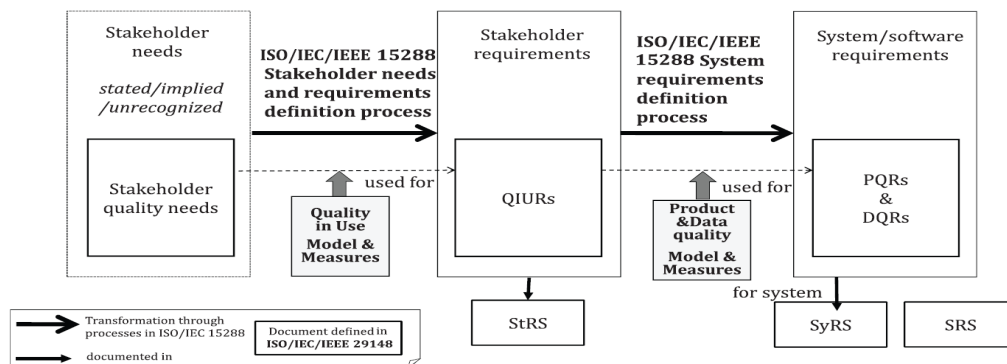 Stakeholder
needs
stated/implied
/unrecognized
Stakeholder
quality needs
ISO/IEC/IEEE 15288
Stakeholder needs
and requirements
definition process
used for
Quality
in Use
Model &
Measures
Stakeholder
requirements
QIURs
StRS
ISO/IEC/IEEE
15288 System
requirements
definition
process
used for
Product
&Data
quality
Model &
Measures
System/software
requirements
PQRs
&
DQRs
for system
SyRS
SRS
Transformation through
processes in ISO/IEC 15288
documented in
Document defined in
ISO/IEC/IEEE 29148